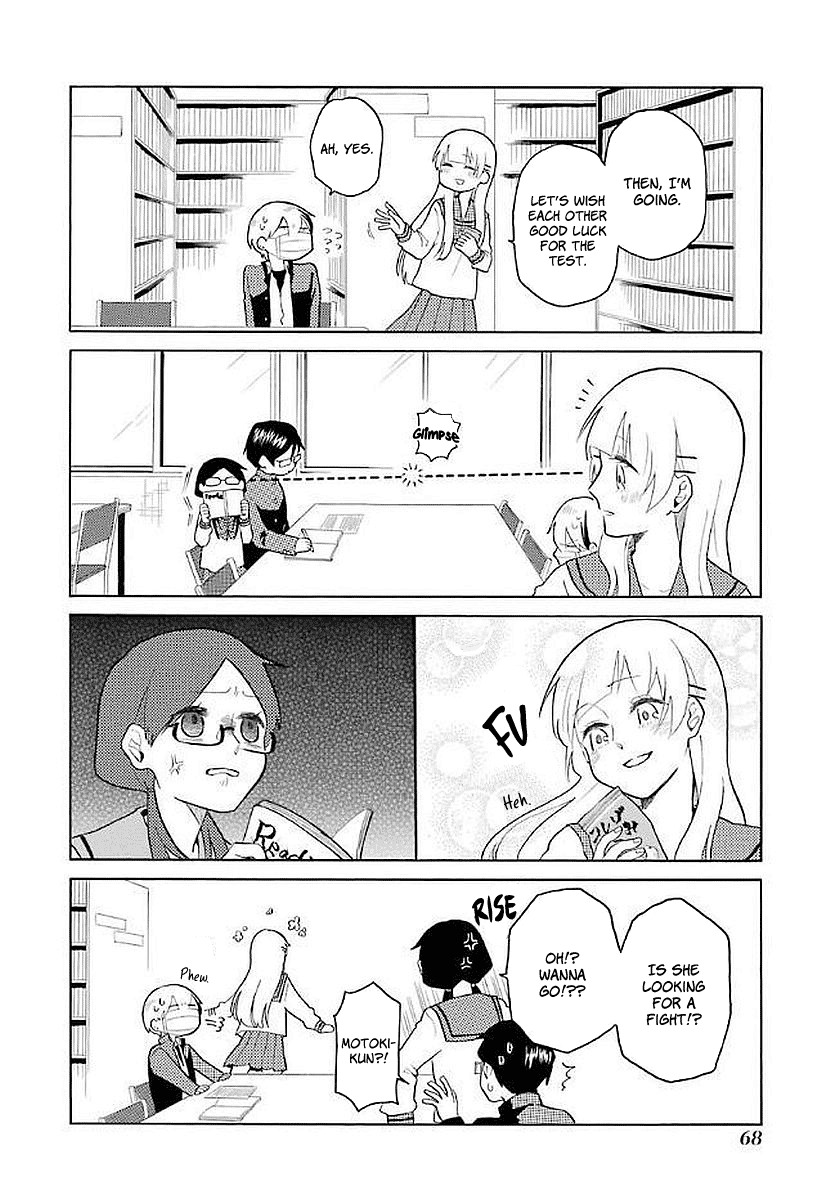 THEN, I'M
GOING.
LET'S WISH
EACH OTHER
GOOD LUCK
FOR THE
TEST.
AH, YES.
???
Glimpse
FU
Heh.
Readi
IS SHE
LOOKING
FOR A
FIGHT!?
OH!?
WANNA
GO!???
RISE
MOTOKI-
KUN?!
Phew.
68